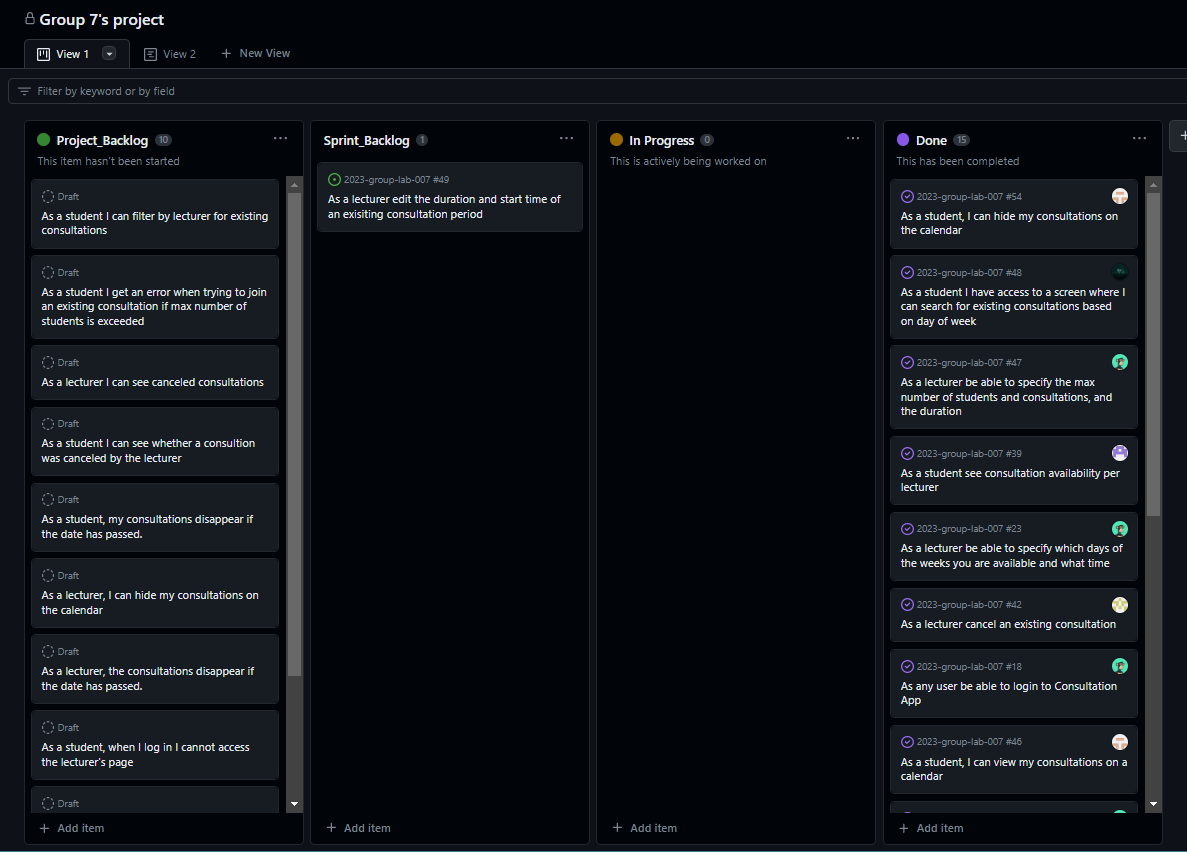 Group 7's project
View 1
View 2
New View
Filter by keyword or by field
Project_Backlog 10
This item hasn't been started
Draft
As a student I can filter by lecturer for existing
consultations
Draft
As a student I get an error when trying to join
an existing consultation if max number of
students is exceeded
Draft
As a lecturer I can see canceled consultations
Draft
As a student I can see whether a consultion
was canceled by the lecturer
Draft
As a student, my consultations disappear if
the date has passed.
Draft
As a lecturer, I can hide my consultations on
the calendar
Draft
As a lecturer, the consultations disappear if
the date has passed.
Draft
As a student, when I log in I cannot access
the lecturer's page
Draft
Add item
Sprint_Backlog 1
2023-group-lab-007 #49
As a lecturer edit the duration and start time of
an exisiting consultation period
Add item
In Progress 0
This is actively being worked on
Add item
Done 15
This has been completed
2023-group-lab-007 #54
As a student, I can hide my consultations on
the calendar
2023-group-lab-007 #48
As a student I have access to a screen where I
can search for existing consultations based
on day of week
2023-group-lab-007 #47
As a lecturer be able to specify the max
number of students and consultations, and
the duration
2023-group-lab-007 #39
As a student see consultation availability per
lecturer
2023-group-lab-007 #23
As a lecturer be able to specify which days of
the weeks you are available and what time
2023-group-lab-007 #42
As a lecturer cancel an existing consultation
2023-group-lab-007 #18
As any user be able to login to Consultation
App
2023-group-lab-007 #46
As a student, I can view my consultations on a
calendar
Add item